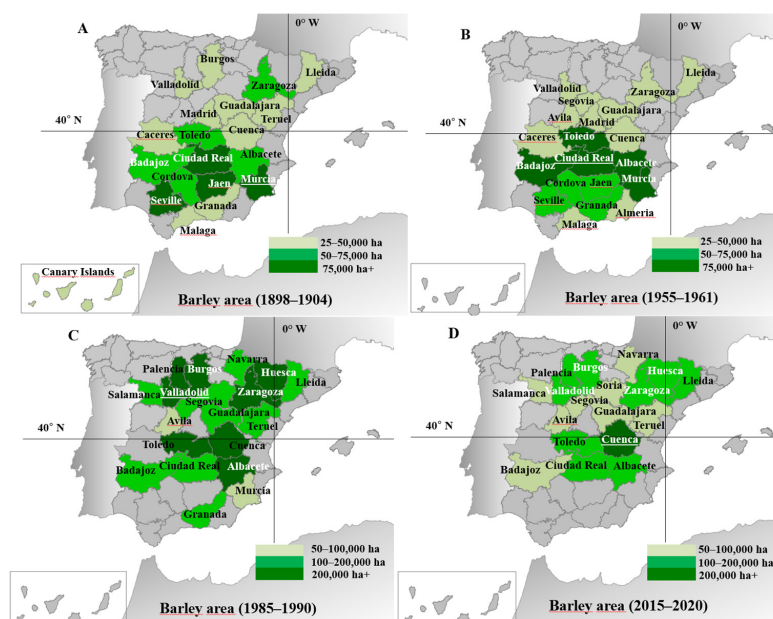 A
0° W
Burgos
Lleida
Zaragoza
Valladolid
Guadalajara
Madrid
Teruel
40° N
Caceres
Toledo
Cuenca
Badajoz
Ciudad Real
Albacete
Cordova
Jaen
Murcia
Seville
Granada
Malaga
Canary Islands
25–50,000 ha
50–75,000 ha
75,000 ha+
Barley area (1898–1904)
B
0° W
Valladolid
Lleida
Zaragoza
Segovia
Guadalajara
Avila
Madrid
40° N
Caceres
Toledo
Cuenca
Badajoz
Ciudad Real
Albacete
Murcia
Cordova
Jaen
Seville
Granada
Almeria
Malaga
25–50,000 ha
50–75,000 ha
75,000 ha+
Barley area (1955–1961)
C
0° W
Navarra
Palencia
Burgos
Huesca
Lleida
Salamanca
Valladolid
Zaragoza
Segovia
Guadalajara
Avila
Teruel
40° N
Toledo
Cuenca
Badajoz
Ciudad Real
Albacete
Murcía
Granada
50–100,000 ha
100–200,000 ha
200,000 ha+
Barley area (1985–1990)
D
0° W
Navarra
Palencia
Burgos
Huesca
Soria
Lleida
Salamanca
Valladolid
Zaragoza
Segovia
Guadalajara
Avila
Teruel
40° N
Toledo
Cuenca
Badajoz
Ciudad Real
Albacete
50–100,000 ha
100–200,000 ha
200,000 ha+
Barley area (2015–2020)